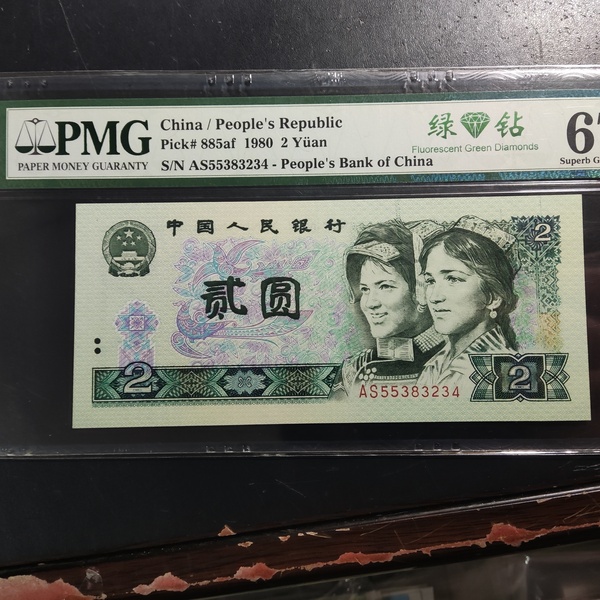 PMG
PAPER MONEY GUARANTY
China / People's Republic
Pick# 885af 1980 2 Yüan
S/N AS55383234 - People's Bank of China
绿 钻
Fluorescent Green Diamonds
中国人民银行
2
贰圆
2
AS55383234
2